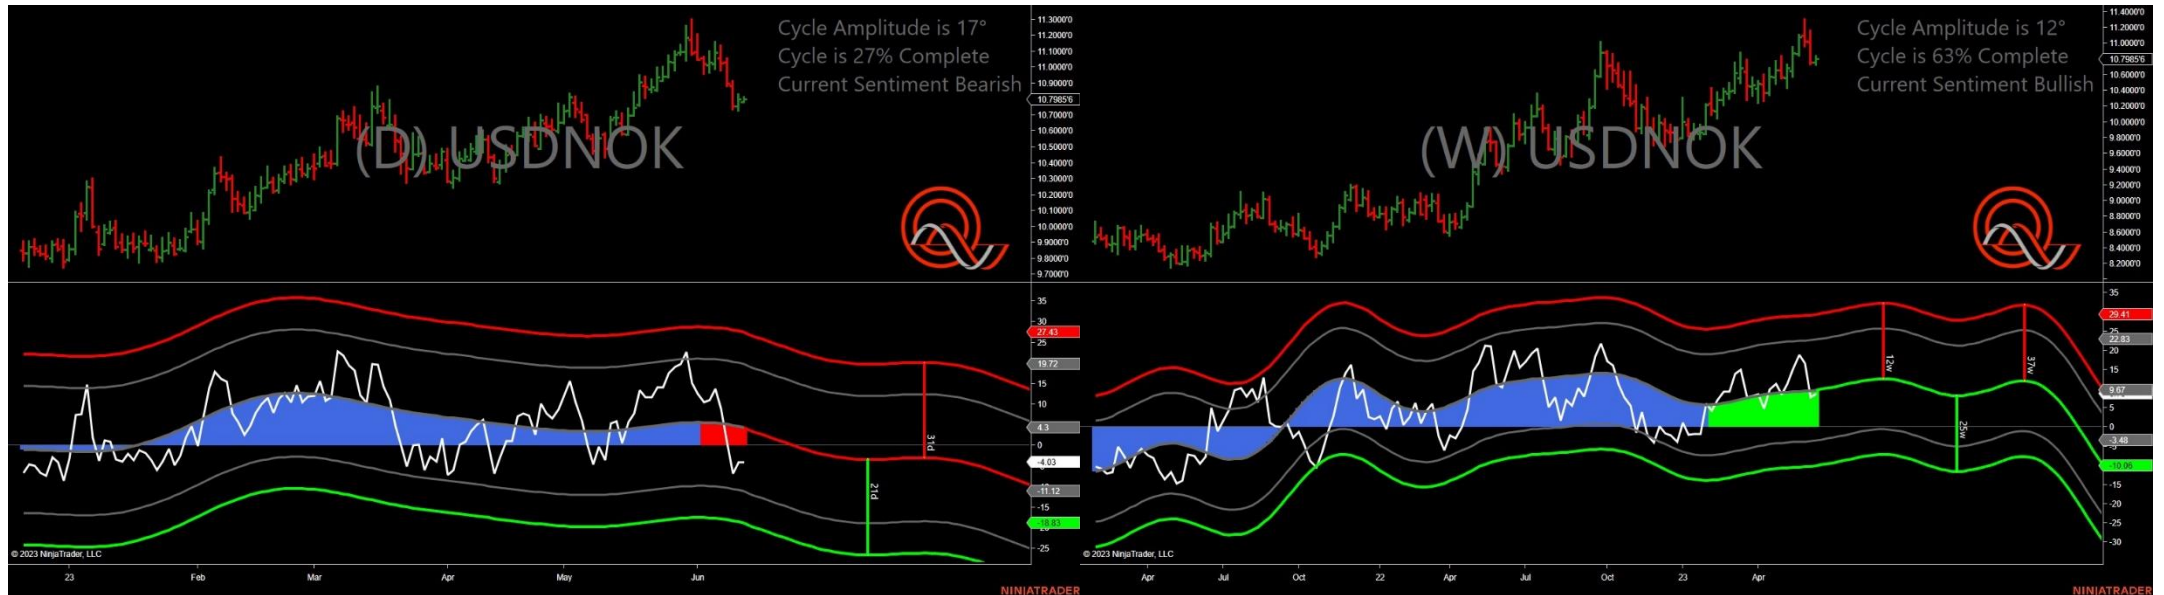 Cycle Amplitude is 17°
Cycle is 27% Complete
Current Sentiment Bearish
(D) USDNOK
11.3000'0
11.2000'0
11.1000'0
11.0000'0
10.9000'0
10.7985'6
10.7000'0
10.6000'0
10.5000'0
10.4000'0
10.3000'0
10.2000'0
10.1000'0
10.0000'0
9.9000'0
9.8000'0
9.7000'0
35
30
27.43
25
19.72
15
10
4.3
0
-4.03
-11.12
-18.83
-25
31d
21d
© 2023 NinjaTrader, LLC
23
Feb
Mar
Apr
May
Jun
NINJATRADER
Cycle Amplitude is 12°
Cycle is 63% Complete
Current Sentiment Bullish
(W) USDNOK
11.4000'0
11.2000'0
11.0000'0
10.7985'6
10.6000'0
10.4000'0
10.2000'0
10.0000'0
9.8000'0
9.6000'0
9.4000'0
9.2000'0
9.0000'0
8.8000'0
8.6000'0
8.4000'0
8.2000'0
35
29.41
25
22.83
20
15
9.67
5
0
-3.48
-10.06
-15
-20
-25
-30
12w
37w
25w
© 2023 NinjaTrader, LLC
Apr
Jul
Oct
22
Apr
Jul
Oct
23
Apr
NINJATRADER